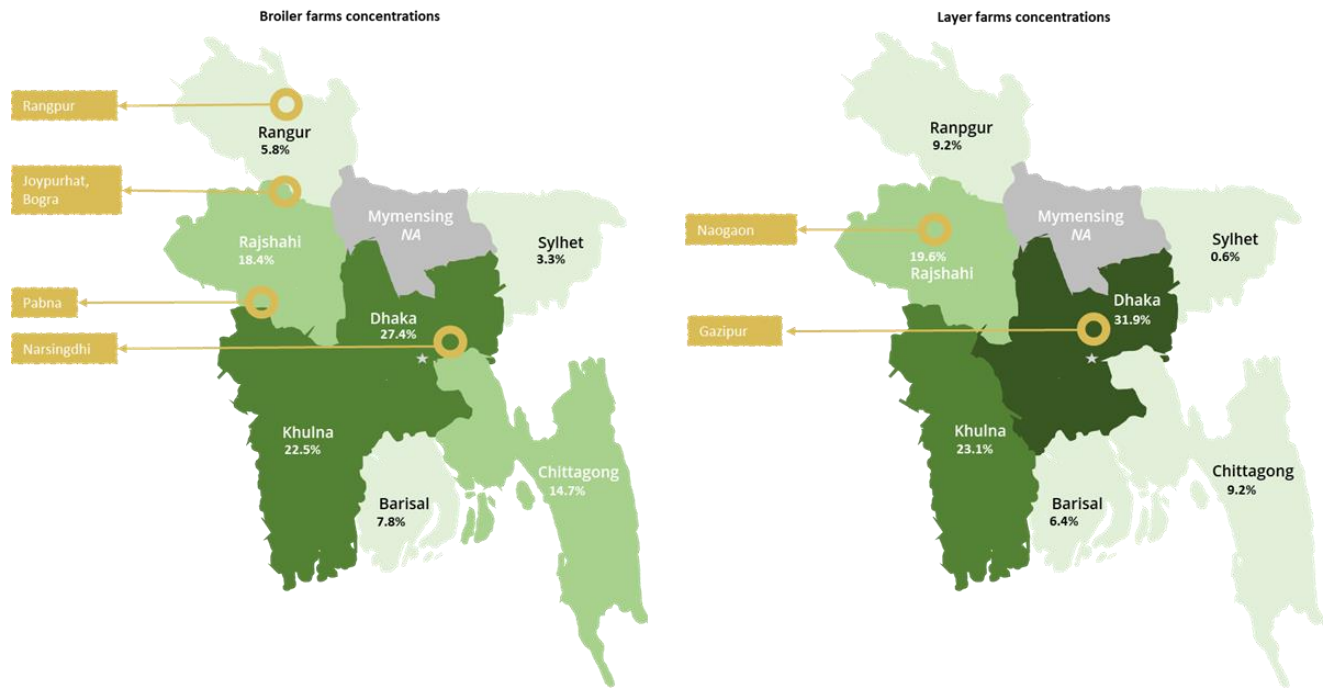 Broiler farms concentrations
Rangpur
Rangur
5.8%
Joypurhat,
Bogra
Mymensing
NA
Rajshahi
18.4%
Sylhet
3.3%
Pabna
Dhaka
27.4%
Narsingdhi
Khulna
22.5%
Chittagong
14.7%
Barisal
7.8%
Layer farms concentrations
Ranpgur
9.2%
Mymensing
NA
Naogaon
19.6%
Rajshahi
Sylhet
0.6%
Dhaka
31.9%
Gazipur
Khulna
23.1%
Chittagong
9.2%
Barisal
6.4%